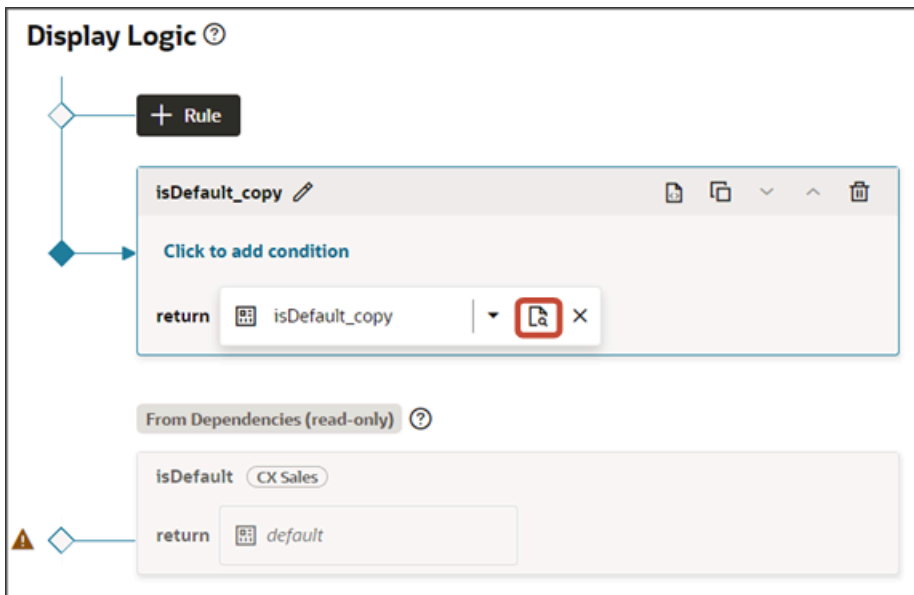 Display Logic
+ Rule
isDefault_copy
Click to add condition
return isDefault_copy
From Dependencies (read-only)
isDefault CX Sales
return default